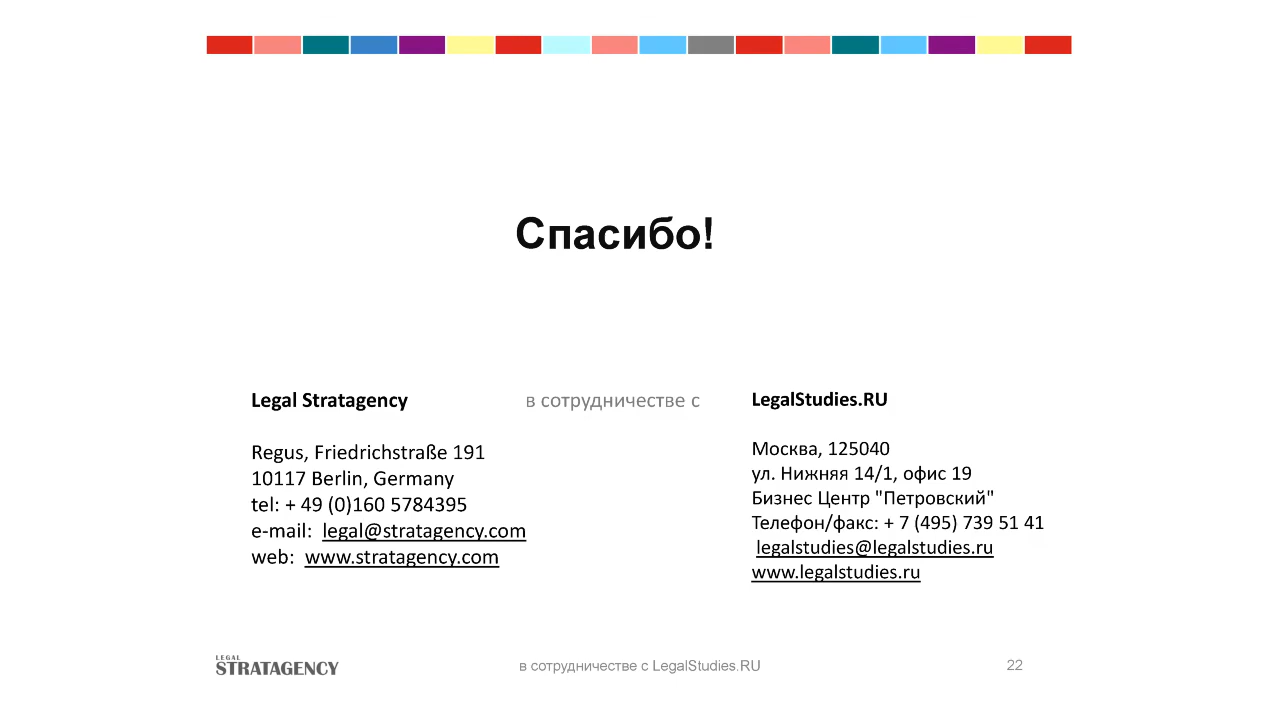 Спасибо!
Legal Stratagency
в сотрудничестве с
LegalStudies.RU
Regus, Friedrichstraße 191
10117 Berlin, Germany
tel: + 49 (0)160 5784395
e-mail: legal@stratagency.com
web: www.stratagency.com
Москва, 125040
ул. Нижняя 14/1, офис 19
Бизнес Центр "Петровский"
Телефон/факс: + 7 (495) 739 51 41
legalstudies@legalstudies.ru
www.legalstudies.ru
LEGAL
STRATAGENCY
в сотрудничестве с LegalStudies.RU
22